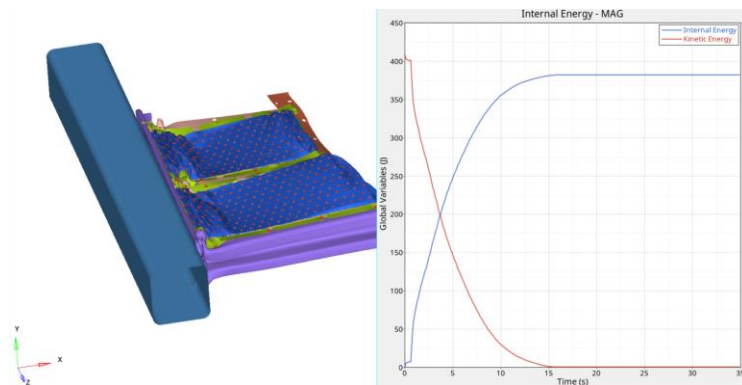 Internal Energy - MAG
Internal Energy
Kinetic Energy
Global Variables (J)
450
400
350
300
250
200
150
100
50
0
0 5 10 15 20 25 30 35
Time (s)
Y
X
Z